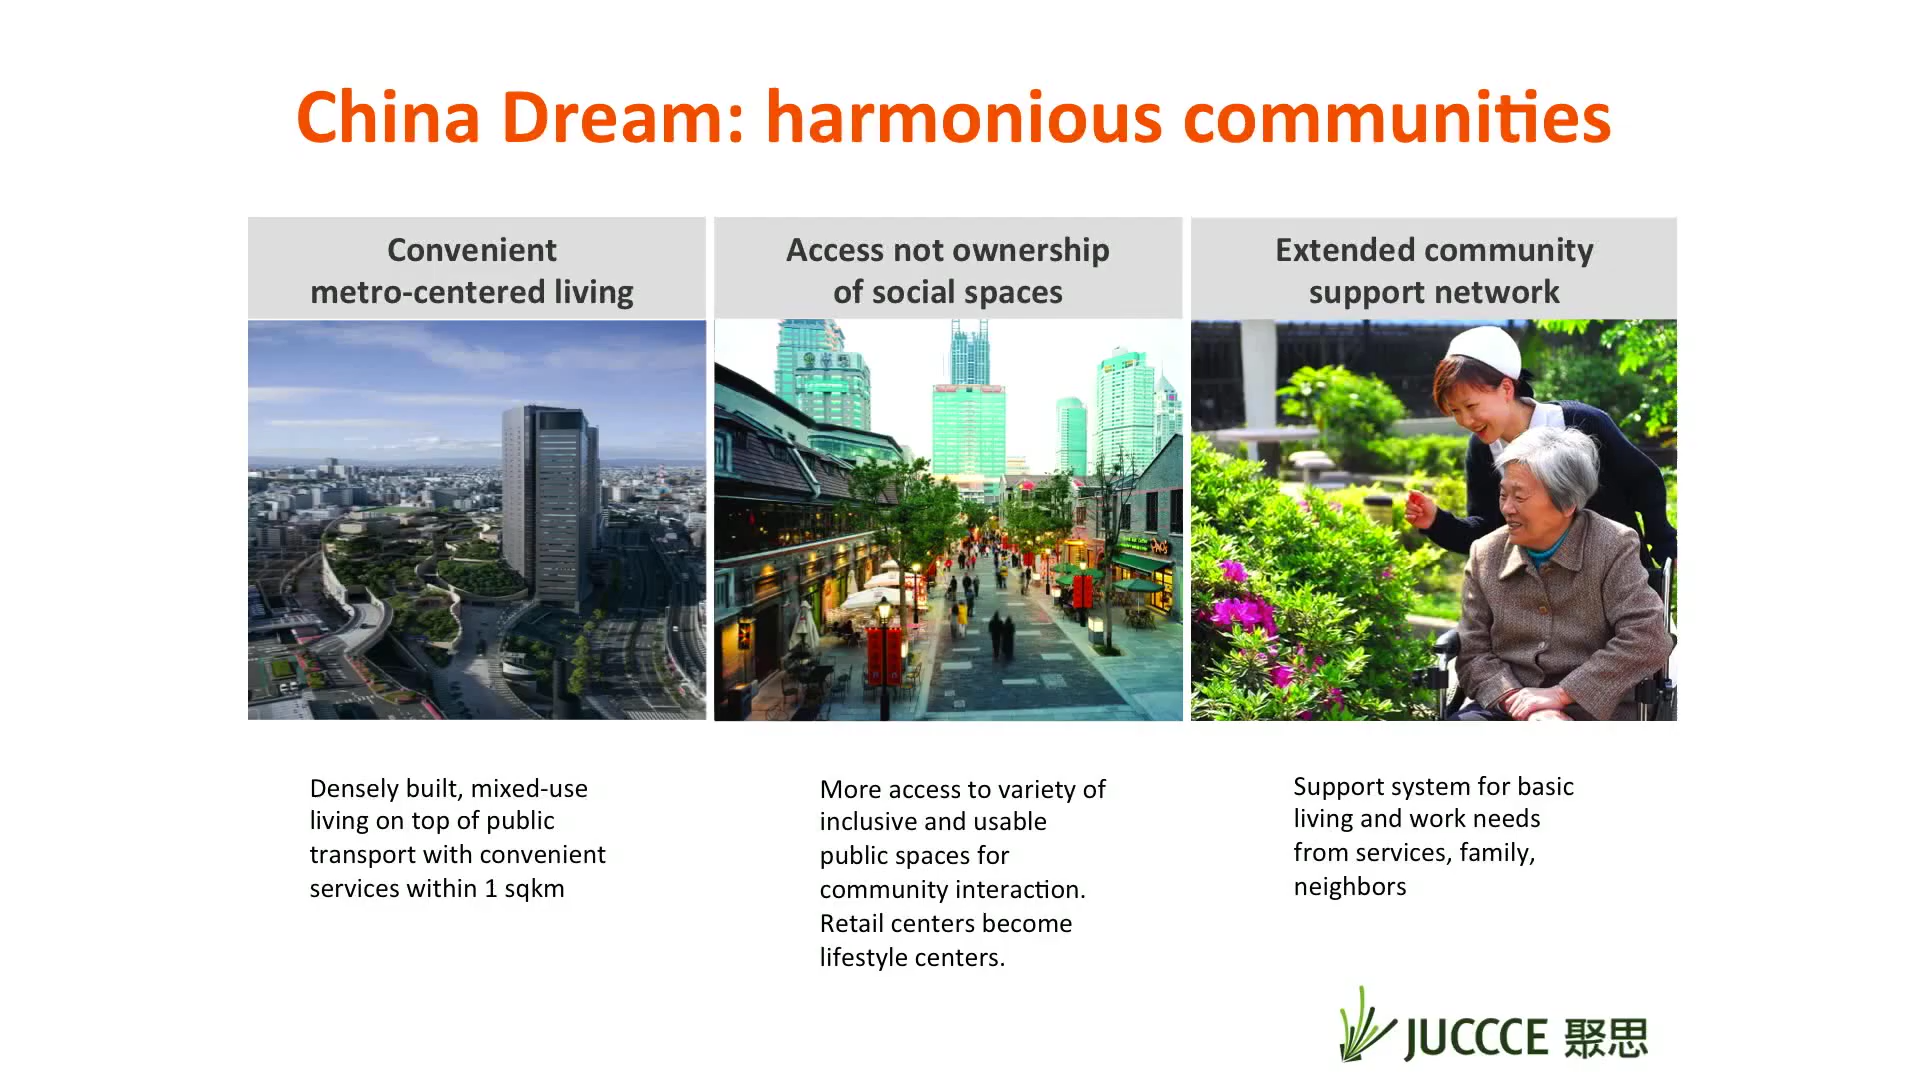 China Dream: harmonious communities
Convenient
metro-centered living
Access not ownership
of social spaces
Extended community
support network
Densely built, mixed-use
living on top of public
transport with convenient
services within 1 sqkm
More access to variety of
inclusive and usable
public spaces for
community interaction.
Retail centers become
lifestyle centers.
Support system for basic
living and work needs
from services, family,
neighbors
JUCCCE 聚思